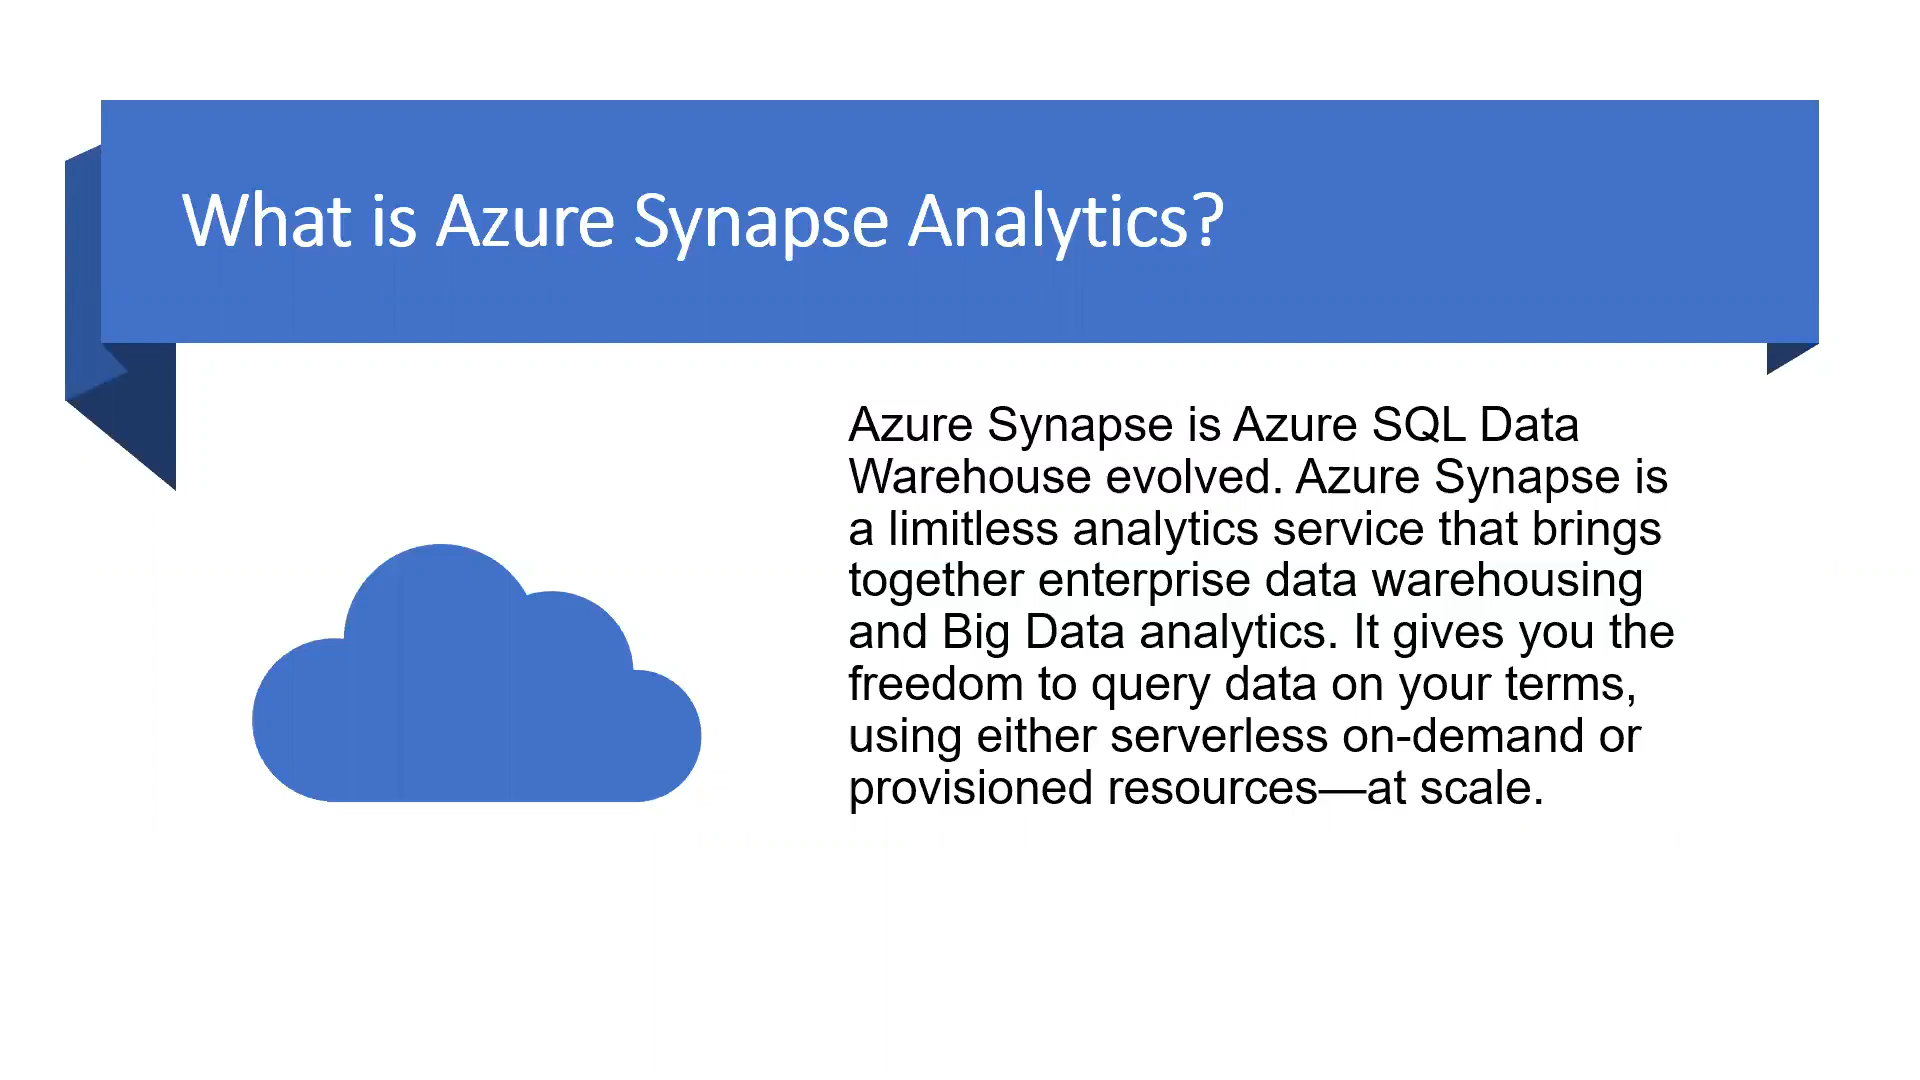 What is Azure Synapse Analytics?
Azure Synapse is Azure SQL Data
Warehouse evolved. Azure Synapse is
a limitless analytics service that brings
together enterprise data warehousing
and Big Data analytics. It gives you the
freedom to query data on your terms,
using either serverless on-demand or
provisioned resources—at scale.